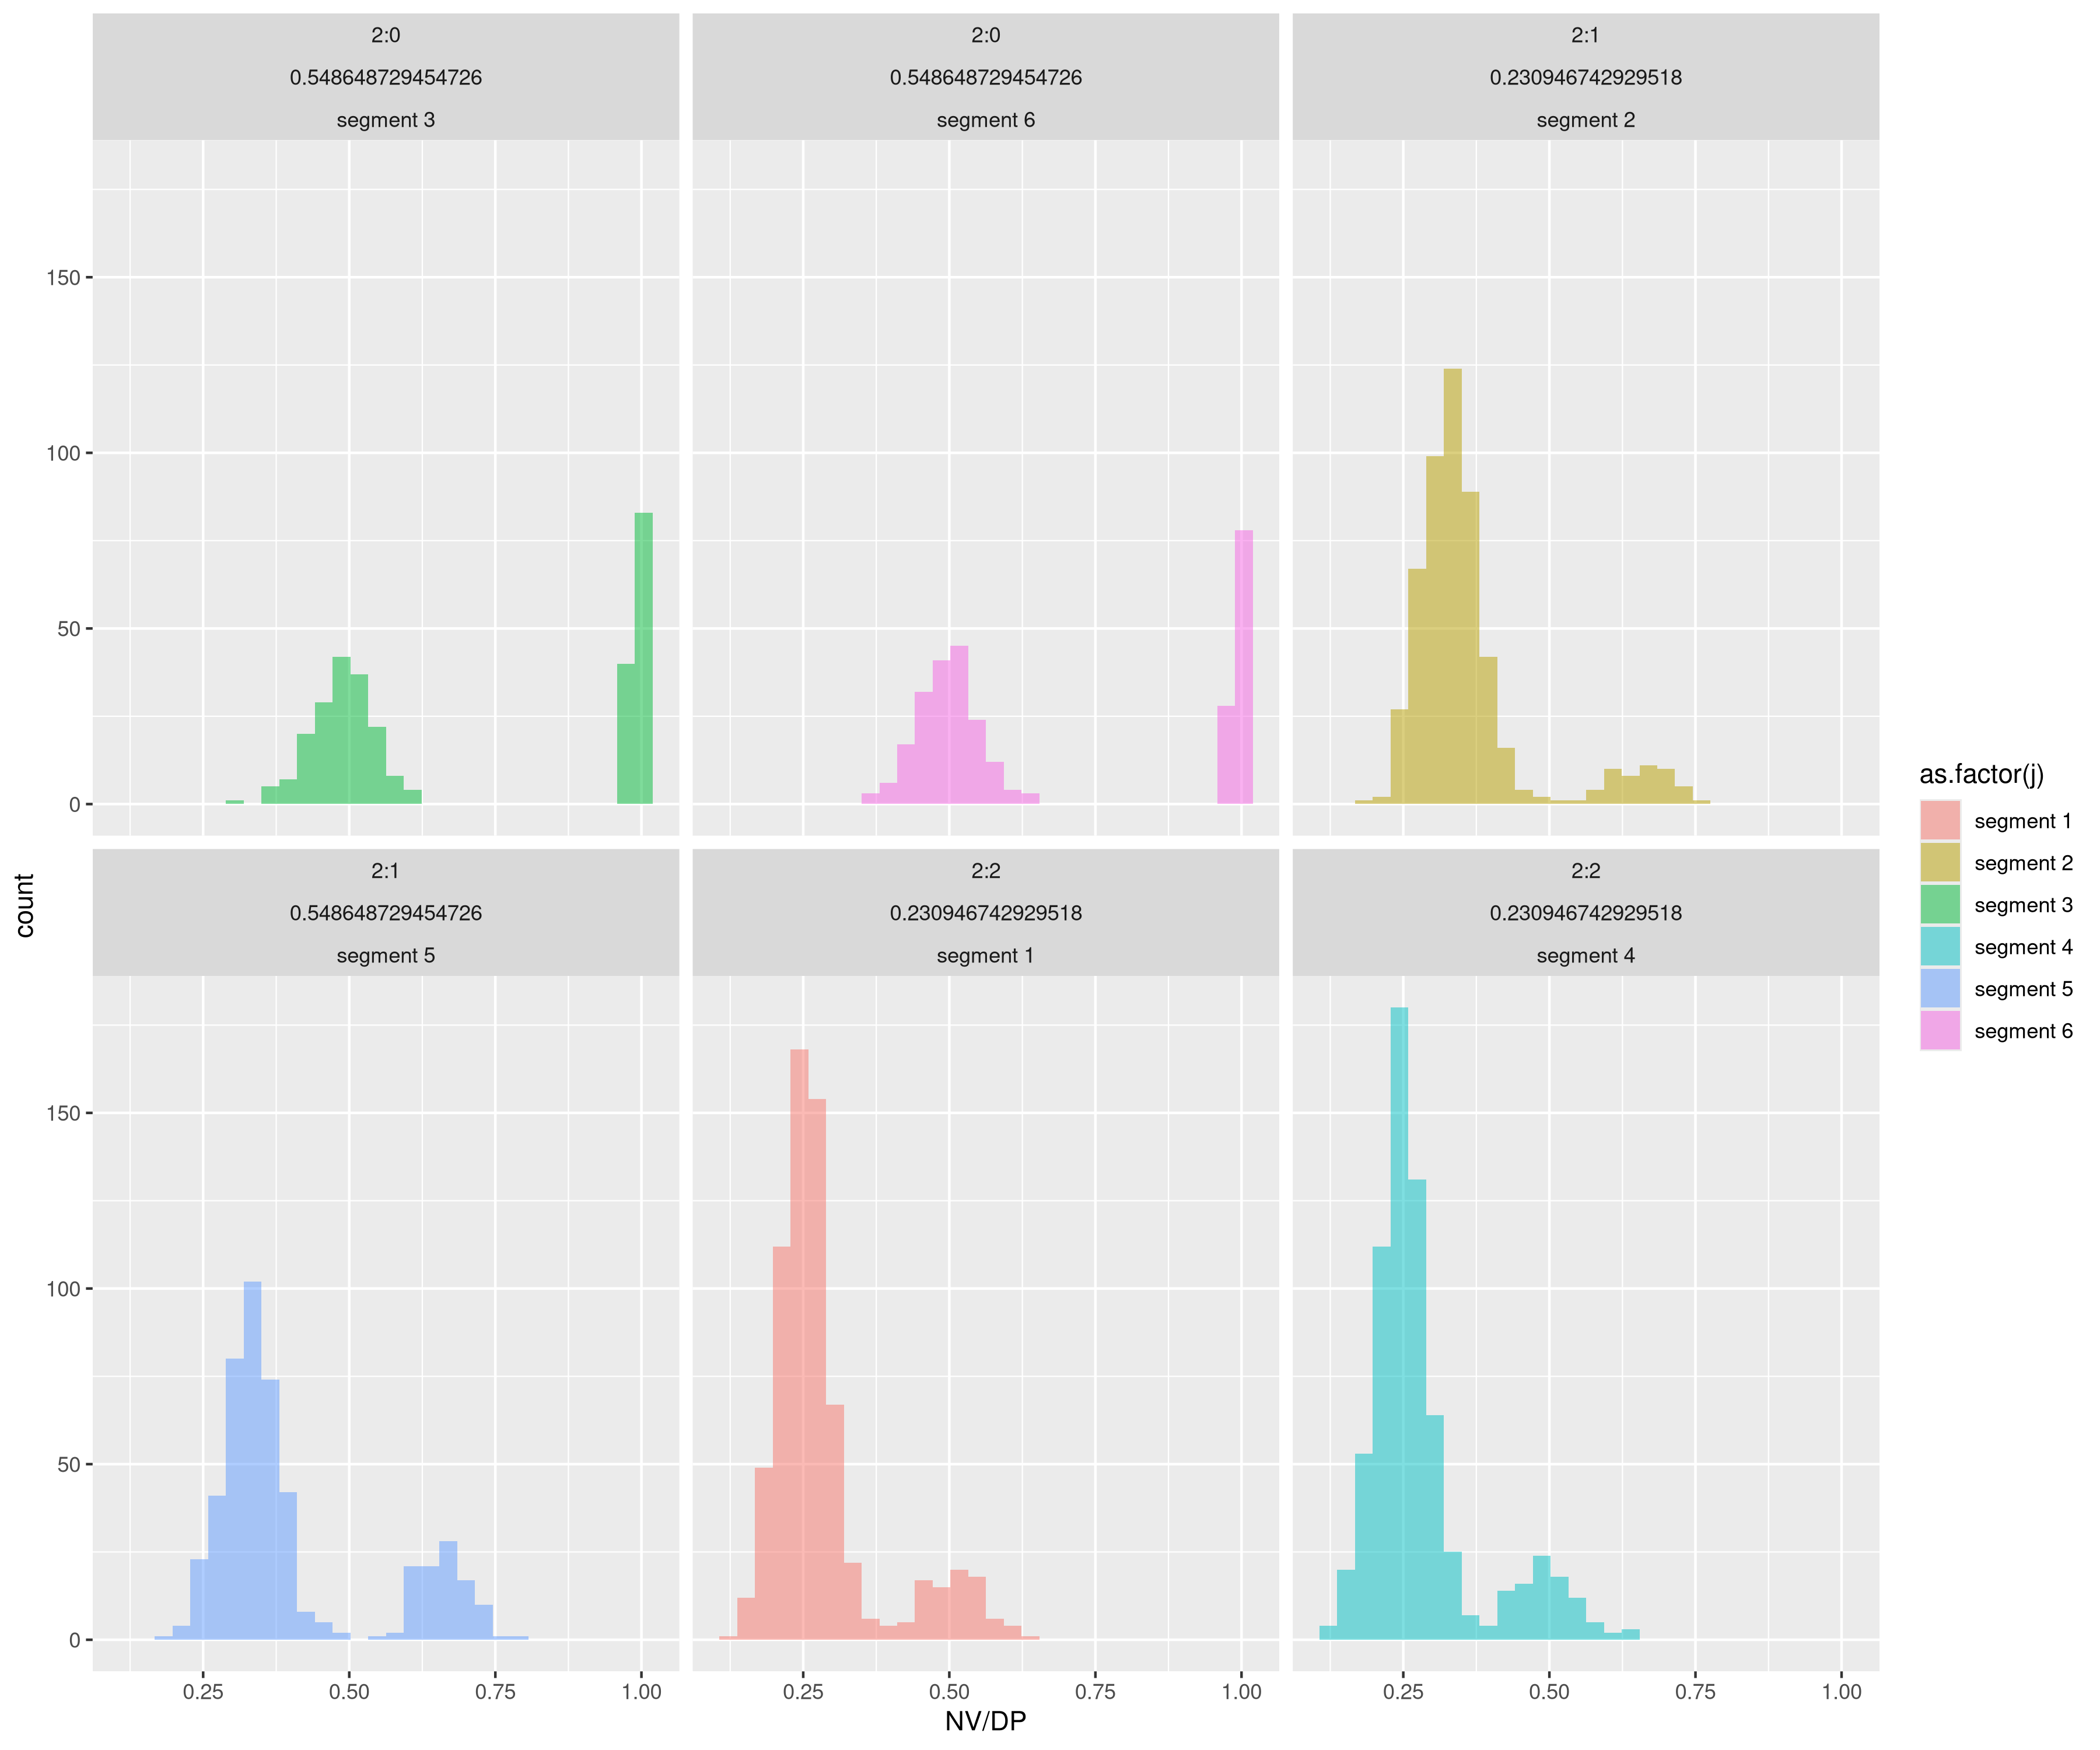 2:0
0.548648729454726
segment 3
2:0
0.548648729454726
segment 6
2:1
0.230946742929518
segment 2
150
100
50
0
2:1
0.548648729454726
segment 5
2:2
0.230946742929518
segment 1
2:2
0.230946742929518
segment 4
150
100
50
0
0.25 0.50 0.75 1.00
0.25 0.50 0.75 1.00
0.25 0.50 0.75 1.00
NV/DP
count
as.factor(j)
segment 1
segment 2
segment 3
segment 4
segment 5
segment 6